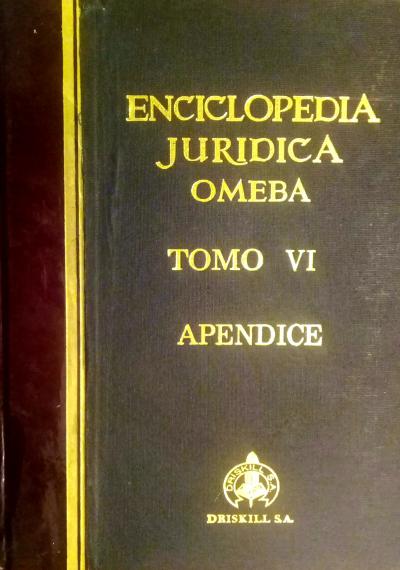 ENCICLOPEDIA
JURIDICA
OMEBA
TOMO VI
APENDICE
DRISKILL S.A.
DRISKILL S.A.